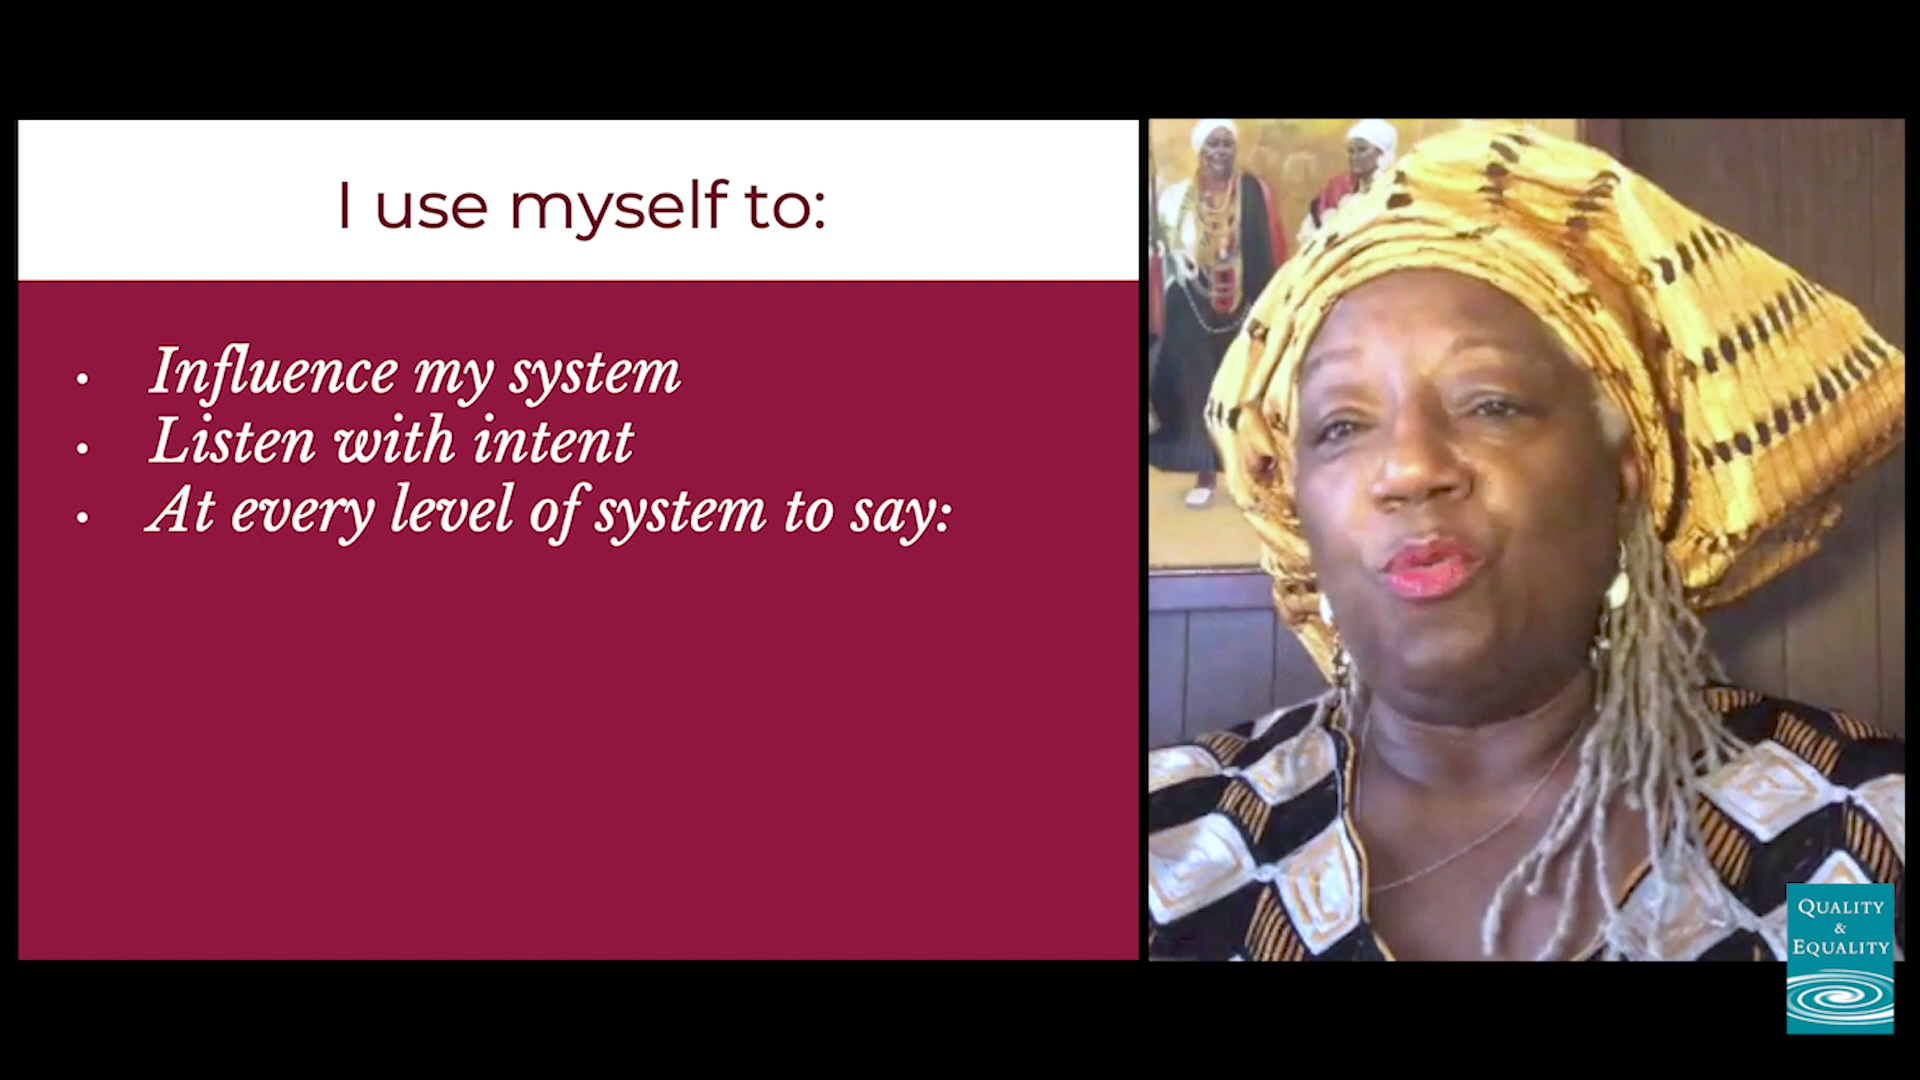 I use myself to:
• Influence my system
• Listen with intent
• At every level of system to say:
QUALITY
&
EQUALITY